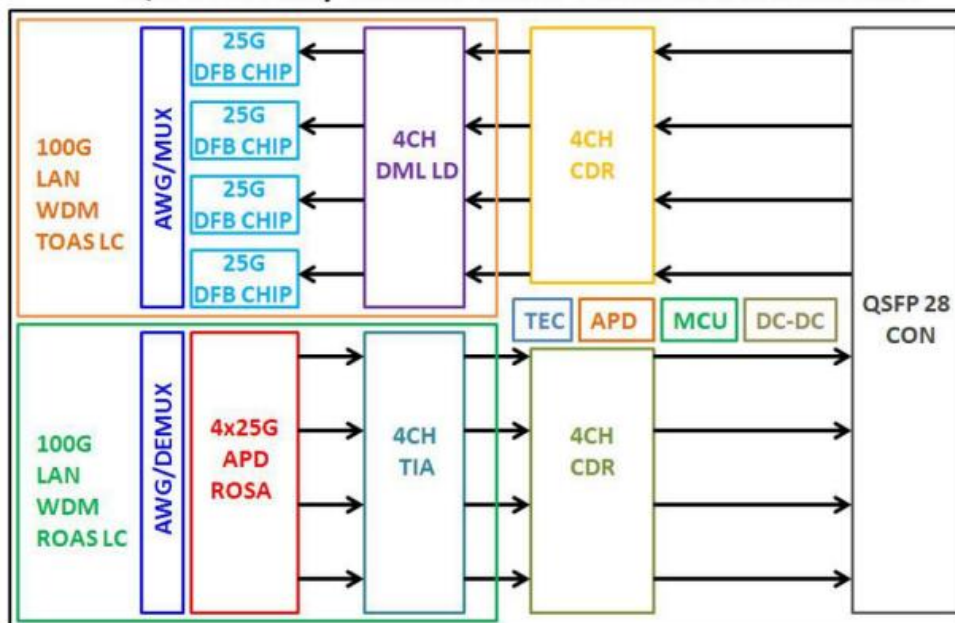 100G
LAN
WDM
TOAS LC
AWG/MUX
25G
DFB CHIP
25G
DFB CHIP
25G
DFB CHIP
25G
DFB CHIP
4CH
DML LD
4CH
CDR
QSFP 28
CON
TEC
APD
MCU
DC-DC
100G
LAN
WDM
ROAS LC
AWG/DEMUX
4x25G
APD
ROSA
4CH
TIA
4CH
CDR